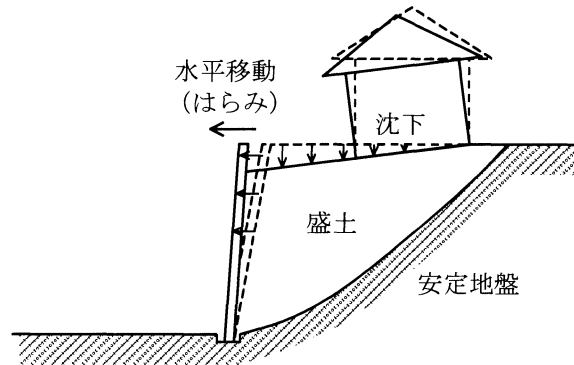 水平移動
（はらみ）
沈下
盛土
安定地盤